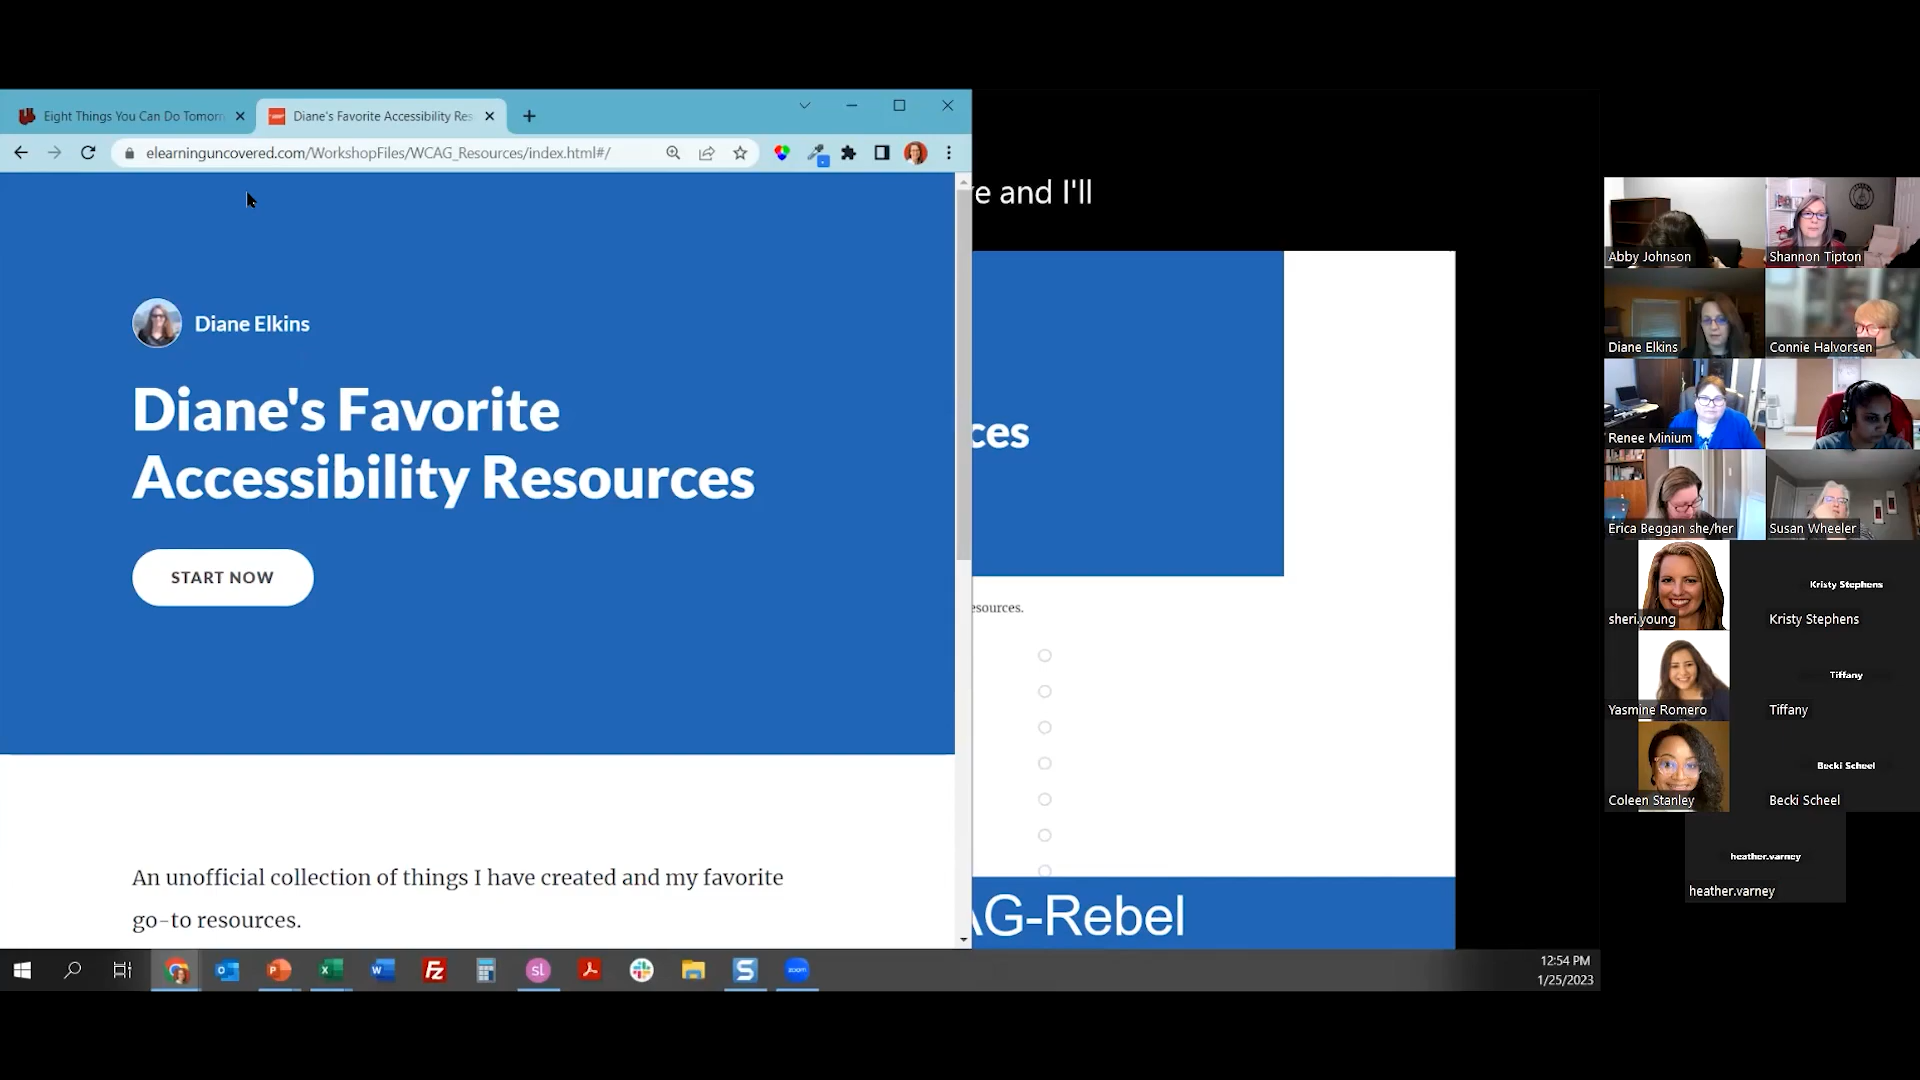 Eight Things You Can Do Tomorr
Diane's Favorite Accessibility Res
elearninguncovered.com/WorkshopFiles/WCAG_Resources/index.html#/
Diane Elkins
Diane's Favorite
Accessibility Resources
START NOW
An unofficial collection of things I have created and my favorite
go-to resources.
e and I'll
ces
esources.
AG-Rebel
12:54 PM
1/25/2023
Abby Johnson
Shannon Tipton
Diane Elkins
Connie Halvorsen
Renee Minium
Erica Beggan she/her
Susan Wheeler
sheri.young
Kristy Stephens
Kristy Stephens
Yasmine Romero
Tiffany
Tiffany
Coleen Stanley
Becki Scheel
Becki Scheel
heather.varney
heather.varney